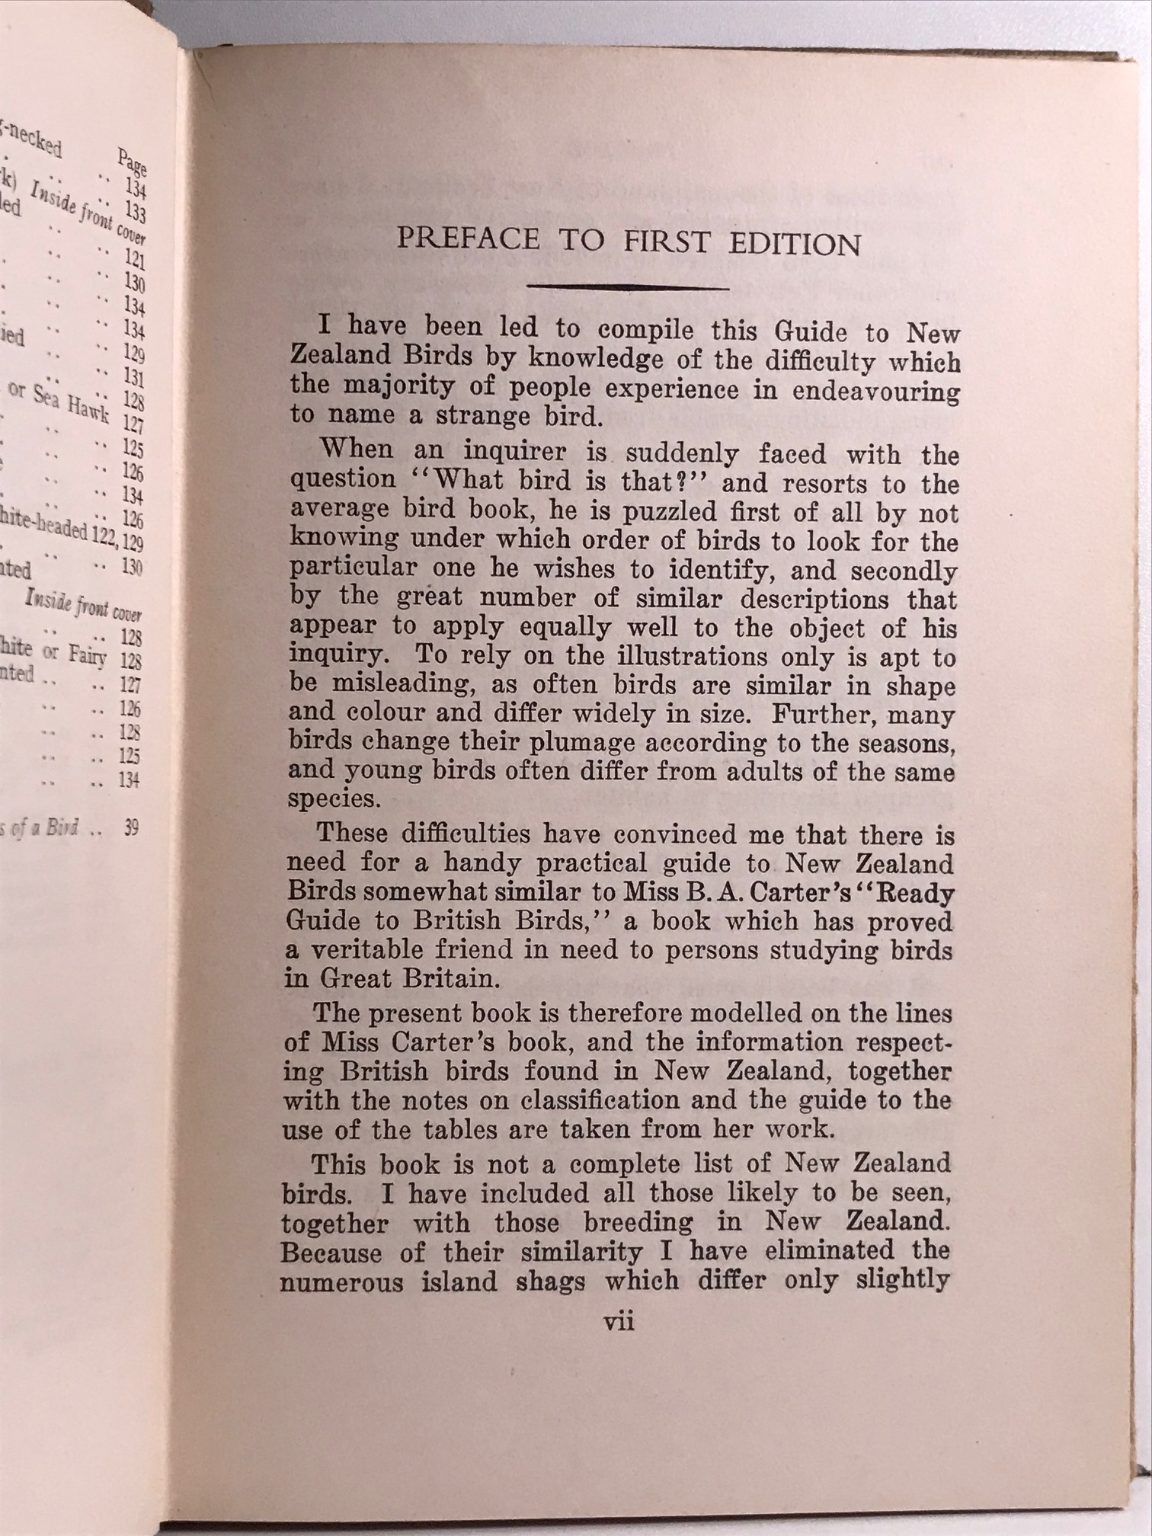 g-necked
Page
.. .. 134
k) .. 133
Inside front cover
led
.. .. 121
.. .. 130
.. .. 134
.. .. 134
ied .. .. 129
.. .. 131
.. .. 128
or Sea Hawk 127
.. .. 125
.. .. 126
.. .. 134
.. .. 126
hite-headed 122, 129
.. .. 130
nted
Inside front cover
.. .. 128
hite or Fairy 128
nted .. .. 127
.. .. 126
.. .. 128
.. .. 125
.. .. 134
s of a Bird .. 39
PREFACE TO FIRST EDITION
I have been led to compile this Guide to New
Zealand Birds by knowledge of the difficulty which
the majority of people experience in endeavouring
to name a strange bird.
When an inquirer is suddenly faced with the
question “What bird is that?” and resorts to the
average bird book, he is puzzled first of all by not
knowing under which order of birds to look for the
particular one he wishes to identify, and secondly
by the great number of similar descriptions that
appear to apply equally well to the object of his
inquiry. To rely on the illustrations only is apt to
be misleading, as often birds are similar in shape
and colour and differ widely in size. Further, many
birds change their plumage according to the seasons,
and young birds often differ from adults of the same
species.
These difficulties have convinced me that there is
need for a handy practical guide to New Zealand
Birds somewhat similar to Miss B. A. Carter's “Ready
Guide to British Birds,” a book which has proved
a veritable friend in need to persons studying birds
in Great Britain.
The present book is therefore modelled on the lines
of Miss Carter's book, and the information respect-
ing British birds found in New Zealand, together
with the notes on classification and the guide to the
use of the tables are taken from her work.
This book is not a complete list of New Zealand
birds. I have included all those likely to be seen,
together with those breeding in New Zealand.
Because of their similarity I have eliminated the
numerous island shags which differ only slightly
vii